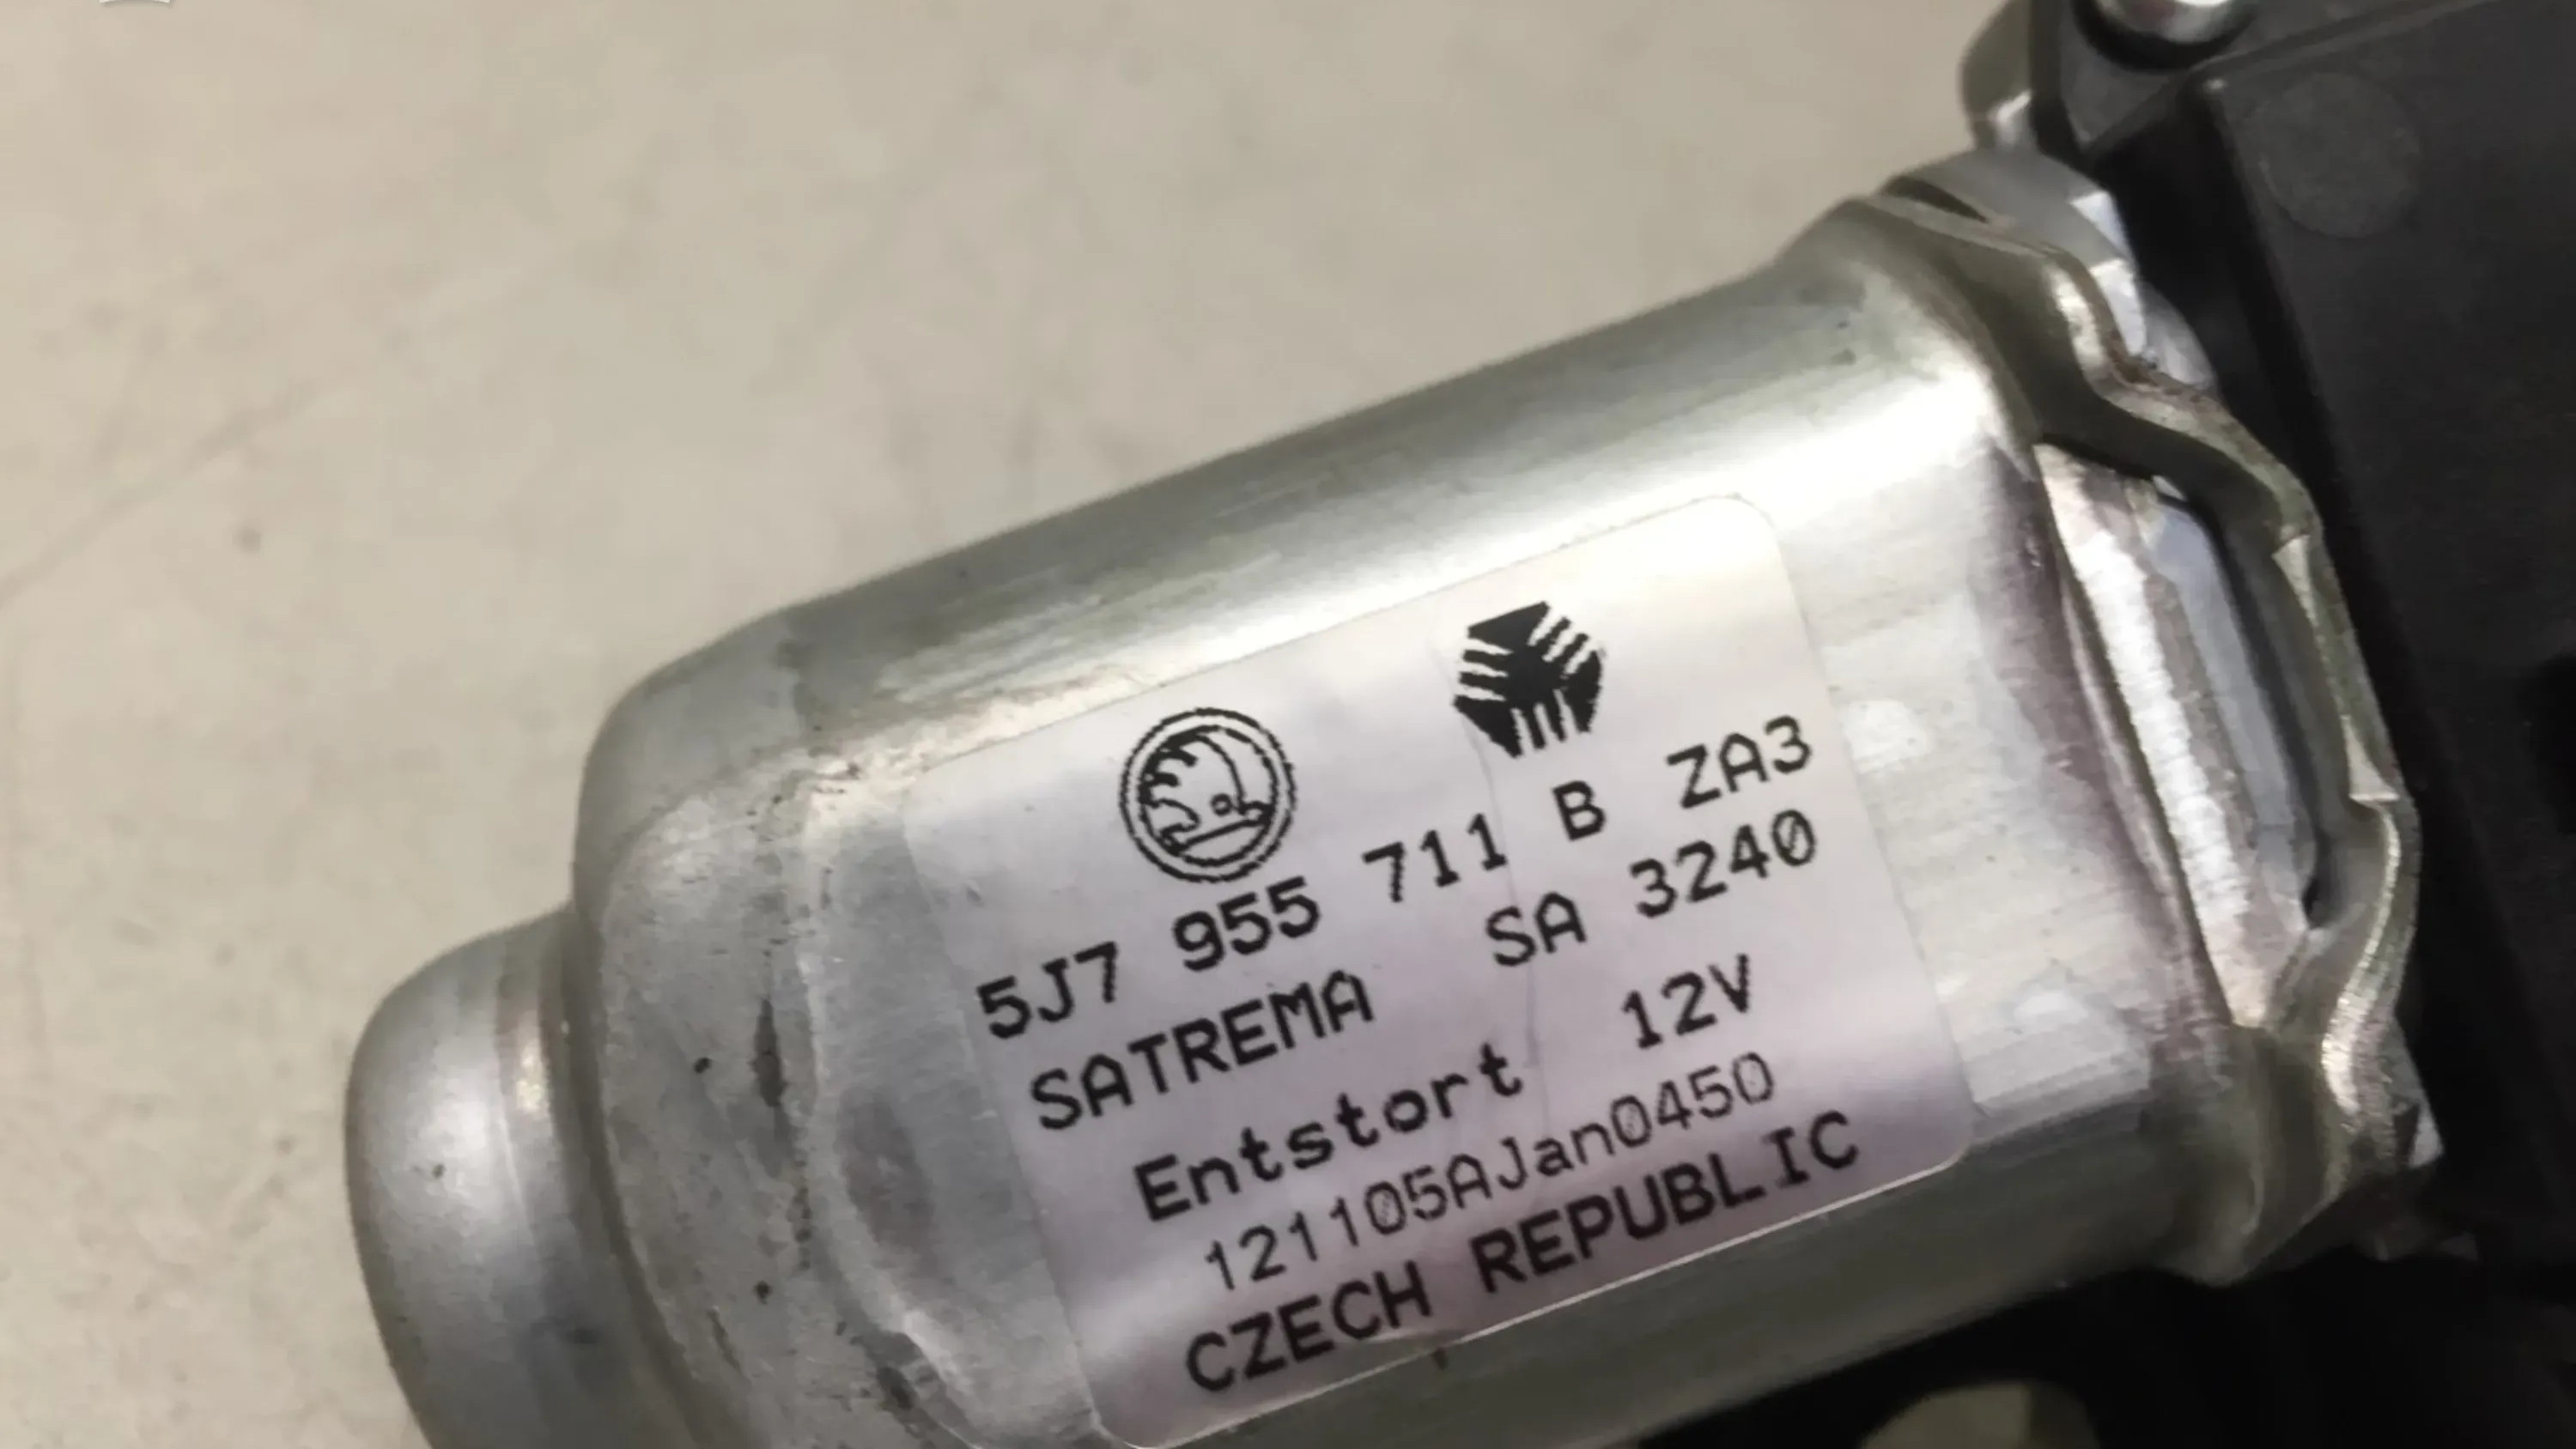 5J7 955 711 B ZA3
SATREMA SA 3240
Entstort 12V
121105AJan0450
CZECH REPUBLIC